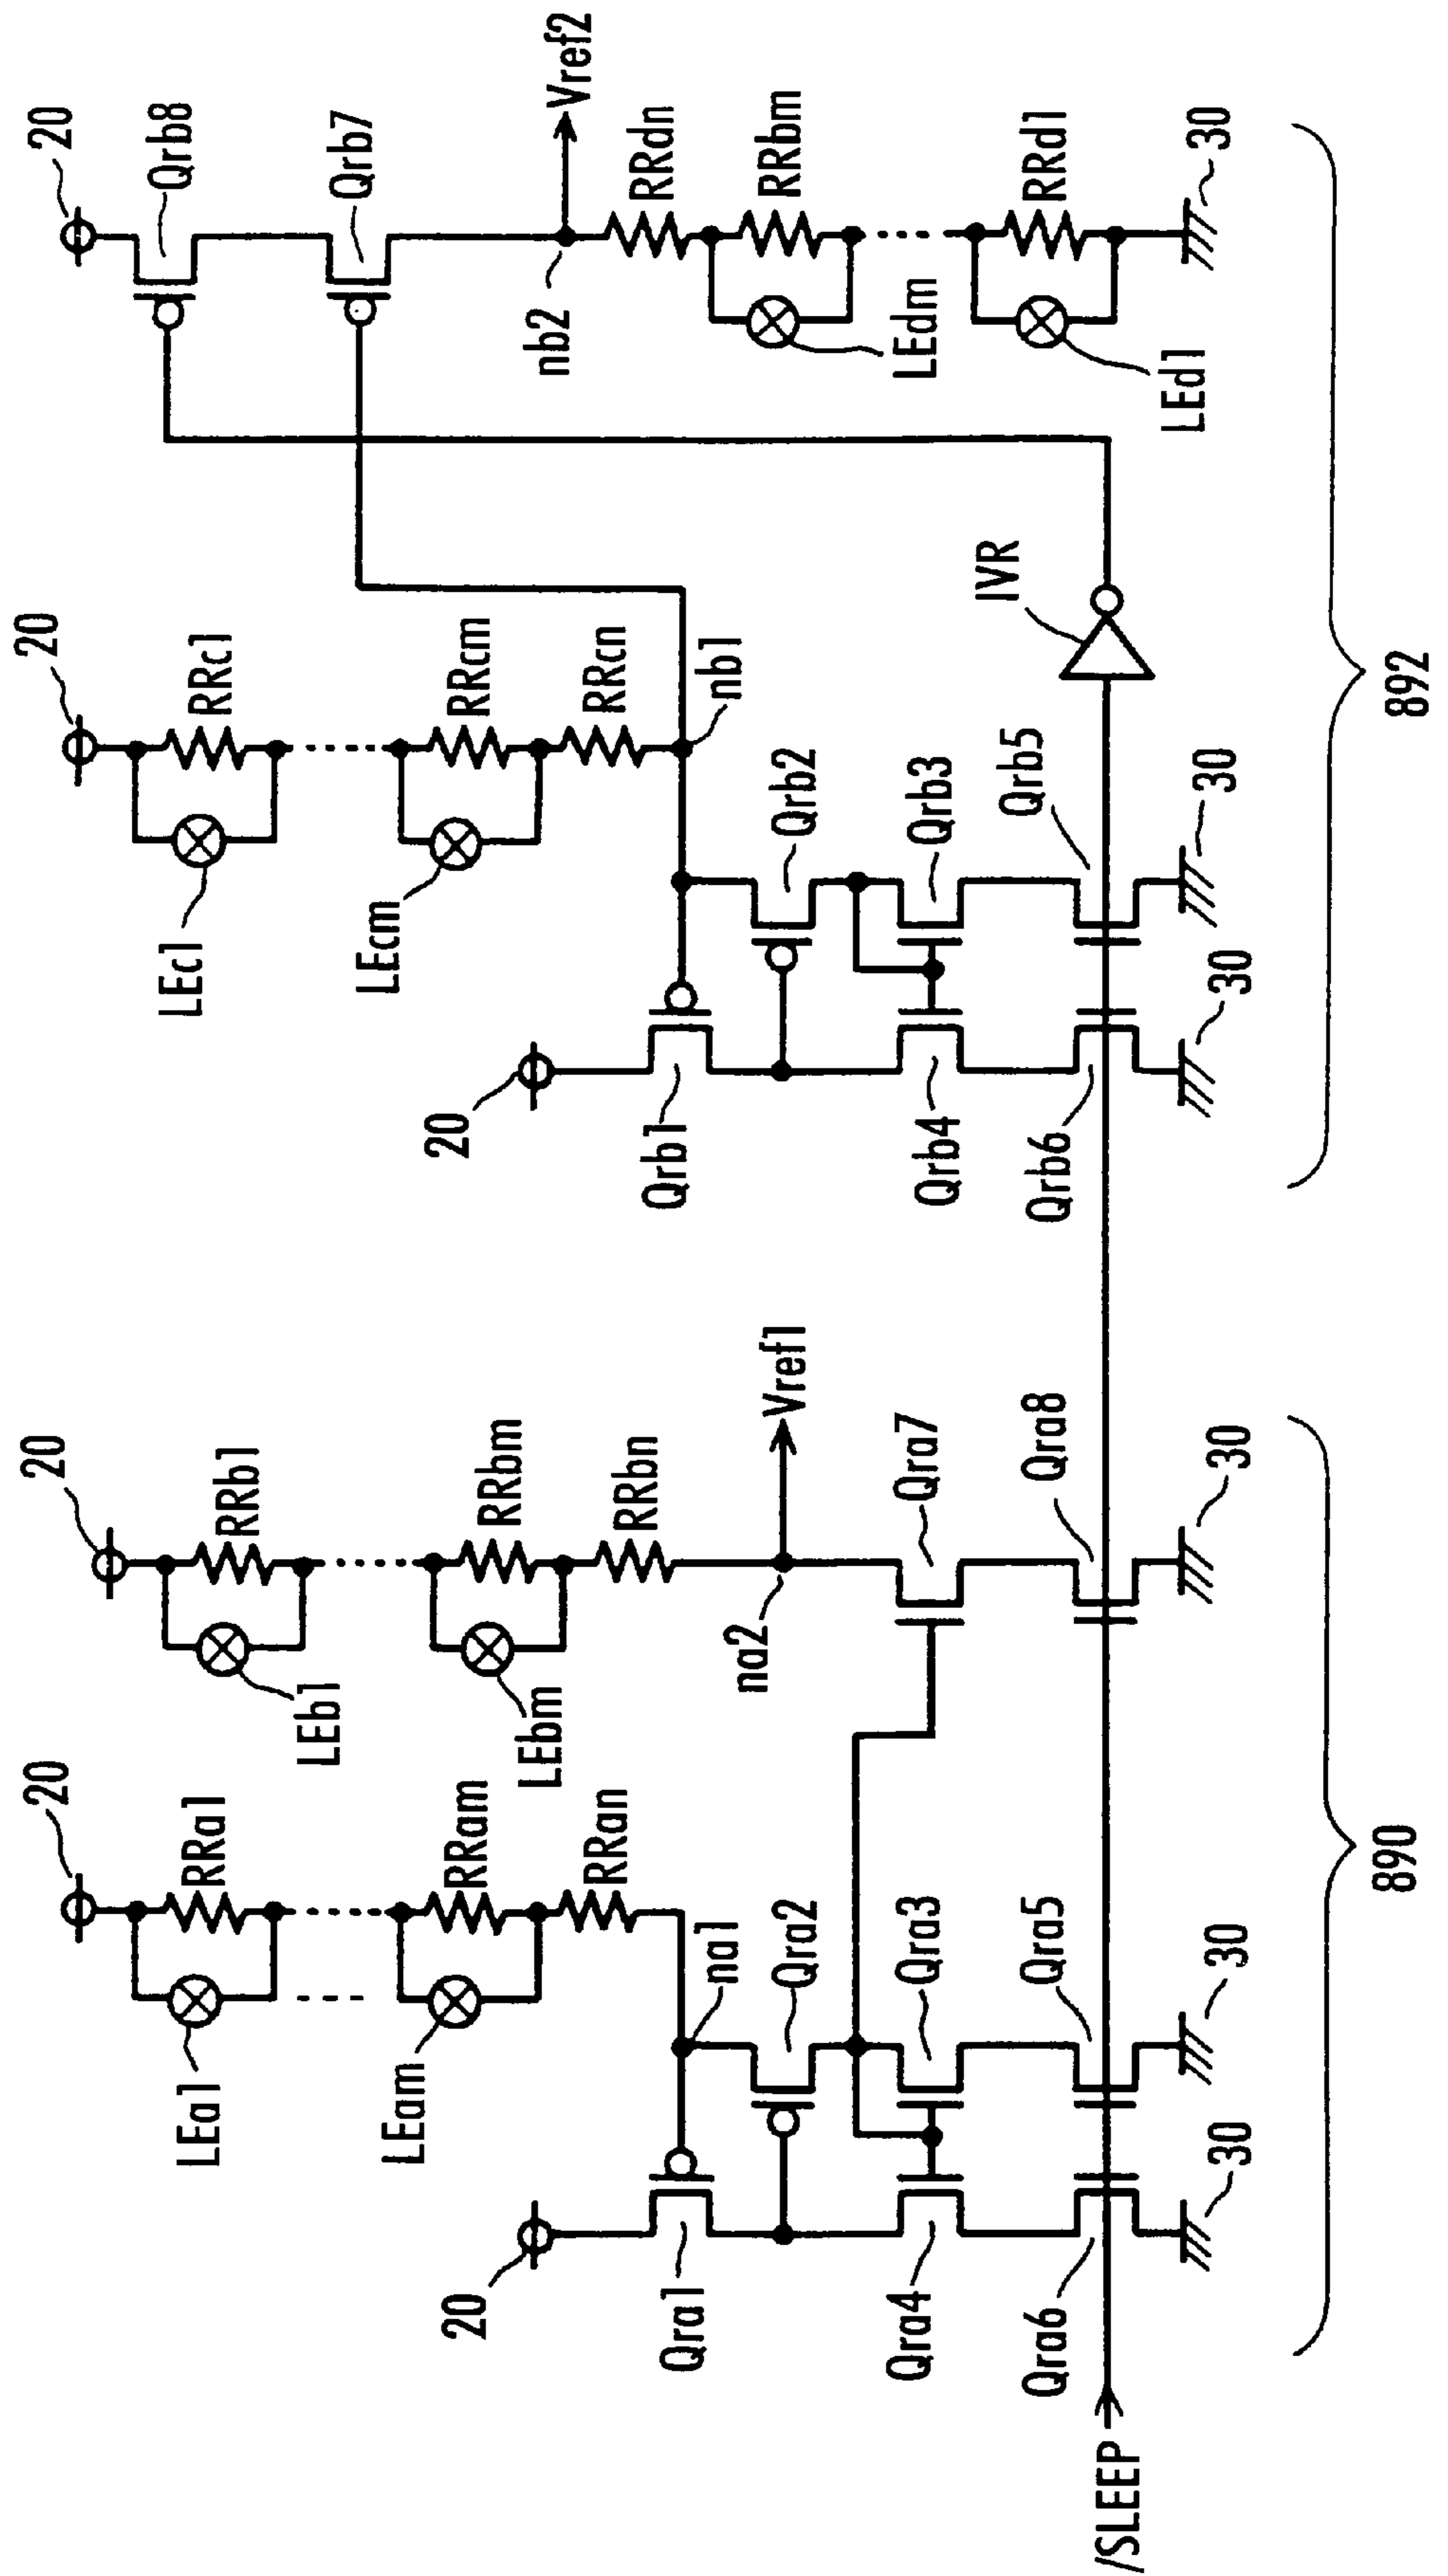 20
20
20
20
RRa1
RRb1
RRc1
Qrb8
LEa1
LEb1
LEc1
Qrb7
RRam
RRbm
RRcm
LEam
LEbm
LEcm
RRan
RRbn
RRcn
Vref2
nb2
RRdn
20
20
na1
na2
nb1
Vref1
Qra1
Qra2
Qrb1
Qrb2
RRbm
LEdm
Qra4
Qra3
Qra7
Qrb4
Qrb3
IVR
RRd1
LEd1
/SLEEP
Qra6
Qra5
Qra8
Qrb6
Qrb5
30
30
30
30
30
30
890
892